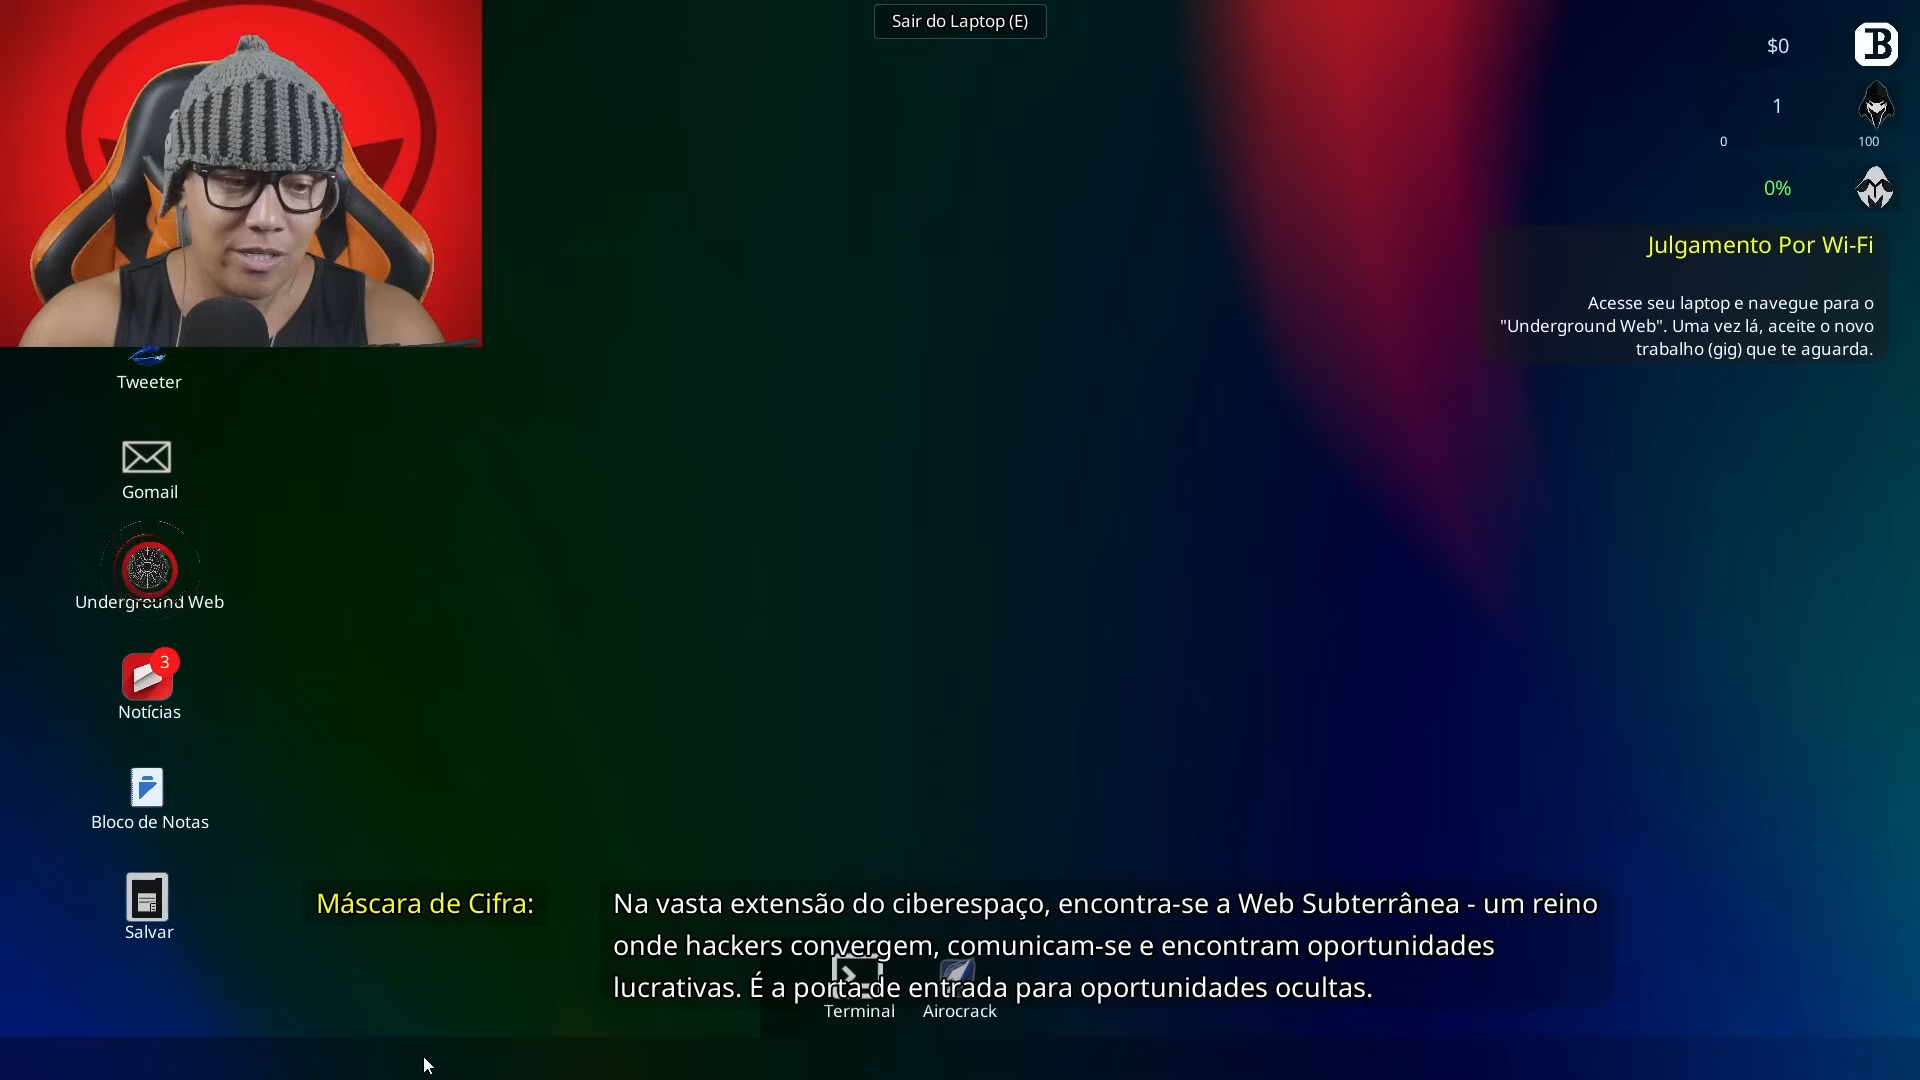 Sair do Laptop (E)
$0
1
0
100
0%
Julgamento Por Wi-Fi
Acesse seu laptop e navegue para o
"Underground Web". Uma vez lá, aceite o novo
trabalho (gig) que te aguarda.
Tweeter
Gomail
Underground Web
3
Notícias
Bloco de Notas
Salvar
Máscara de Cifra:
Na vasta extensão do ciberespaço, encontra-se a Web Subterrânea - um reino
onde hackers convergem, comunicam-se e encontram oportunidades
lucrativas. É a porta de entrada para oportunidades ocultas.
Terminal
Airocrack